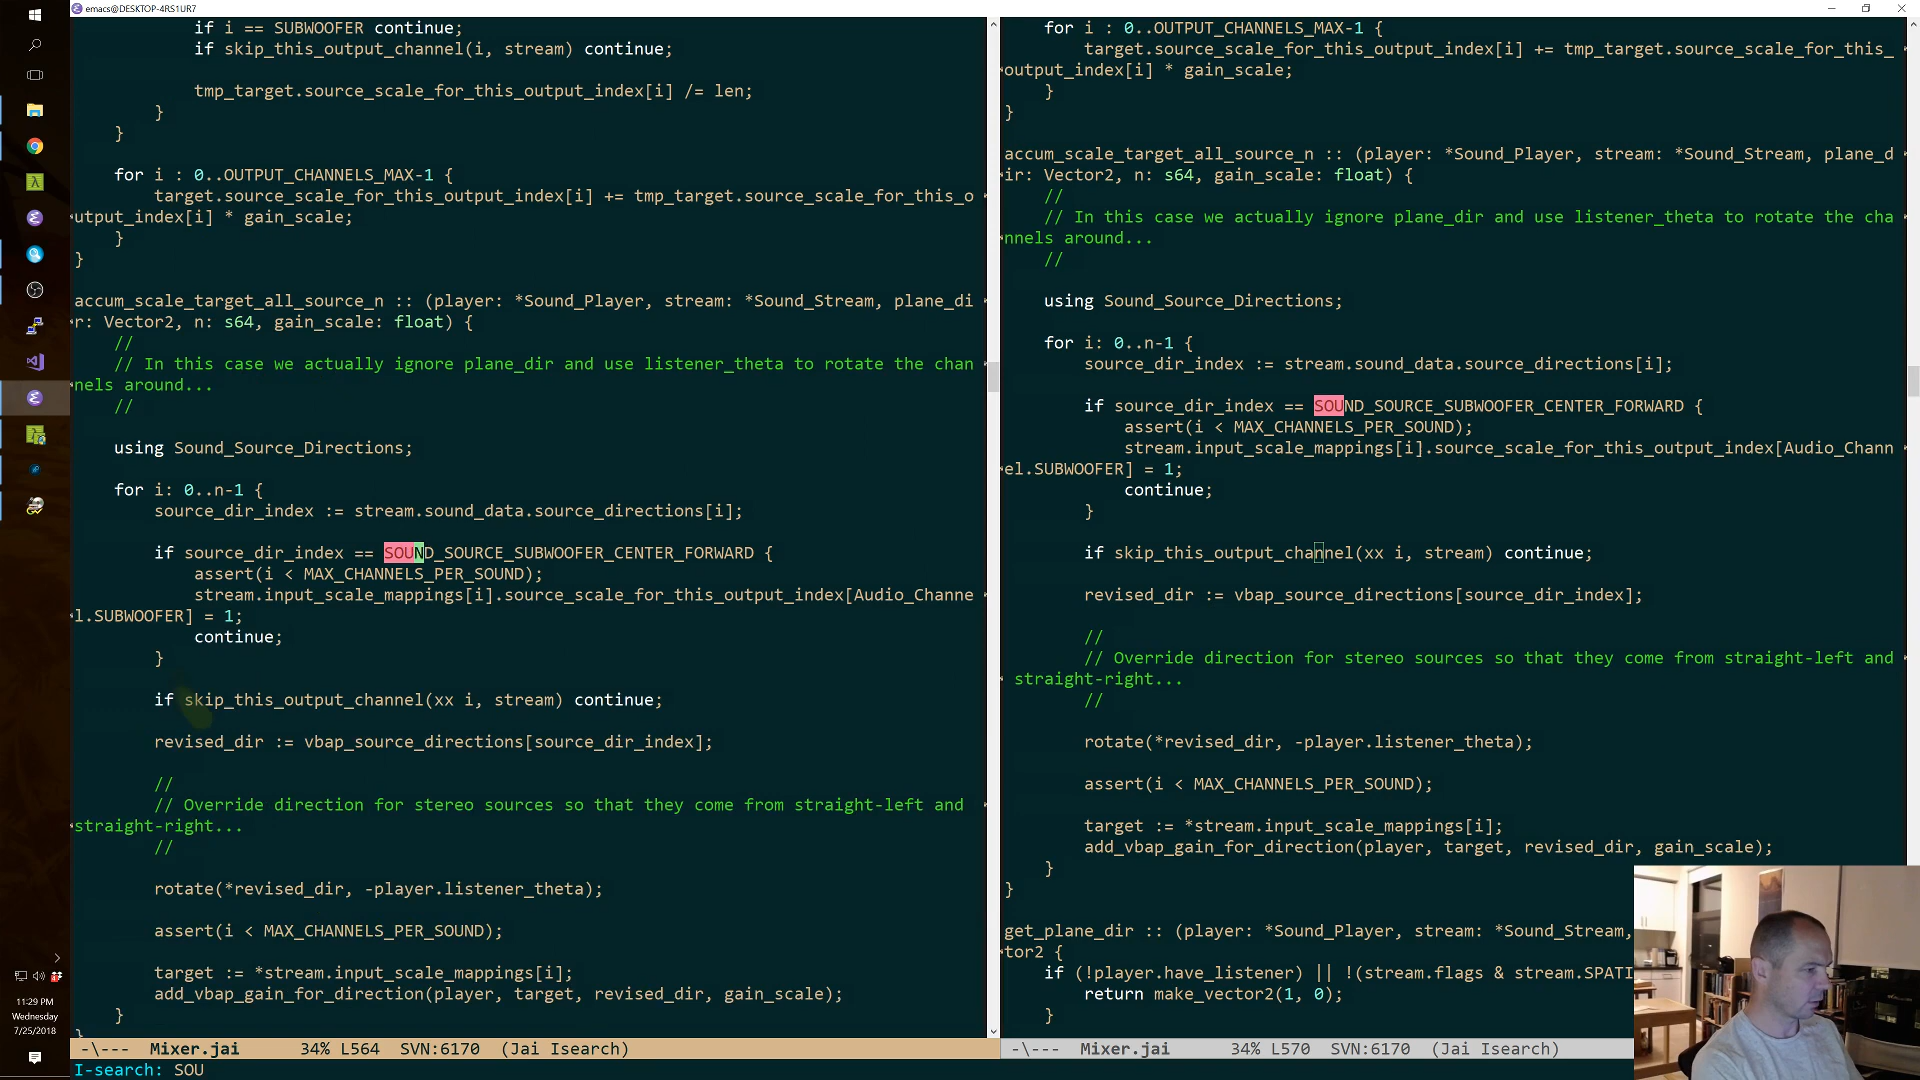 emacs@DESKTOP-4RS1UR7
if i == SUBWOOFER continue;
if skip_this_output_channel(i, stream) continue;
tmp_target.source_scale_for_this_output_index[i] /= len;
}
}
for i : 0..OUTPUT_CHANNELS_MAX-1 {
target.source_scale_for_this_output_index[i] += tmp_target.source_scale_for_this_o
utput_index[i] * gain_scale;
}
}
accum_scale_target_all_source_n :: (player: *Sound_Player, stream: *Sound_Stream, plane_di
r: Vector2, n: s64, gain_scale: float) {
//
// In this case we actually ignore plane_dir and use listener_theta to rotate the chan
nels around...
//
using Sound_Source_Directions;
for i: 0..n-1 {
source_dir_index := stream.sound_data.source_directions[i];
if source_dir_index == SOUND_SOURCE_SUBWOOFER_CENTER_FORWARD {
assert(i < MAX_CHANNELS_PER_SOUND);
stream.input_scale_mappings[i].source_scale_for_this_output_index[Audio_Channe
l.SUBWOOFER] = 1;
continue;
}
if skip_this_output_channel(xx i, stream) continue;
revised_dir := vbap_source_directions[source_dir_index];
//
// Override direction for stereo sources so that they come from straight-left and
straight-right...
//
rotate(*revised_dir, -player.listener_theta);
assert(i < MAX_CHANNELS_PER_SOUND);
target := *stream.input_scale_mappings[i];
add_vbap_gain_for_direction(player, target, revised_dir, gain_scale);
}
}
-\--- Mixer.jai 34% L564 SVN:6170 (Jai Isearch)
I-search: SOU
for i : 0..OUTPUT_CHANNELS_MAX-1 {
target.source_scale_for_this_output_index[i] += tmp_target.source_scale_for_this_
output_index[i] * gain_scale;
}
}
accum_scale_target_all_source_n :: (player: *Sound_Player, stream: *Sound_Stream, plane_d
ir: Vector2, n: s64, gain_scale: float) {
//
// In this case we actually ignore plane_dir and use listener_theta to rotate the cha
nnels around...
//
using Sound_Source_Directions;
for i: 0..n-1 {
source_dir_index := stream.sound_data.source_directions[i];
if source_dir_index == SOUND_SOURCE_SUBWOOFER_CENTER_FORWARD {
assert(i < MAX_CHANNELS_PER_SOUND);
stream.input_scale_mappings[i].source_scale_for_this_output_index[Audio_Chann
el.SUBWOOFER] = 1;
continue;
}
if skip_this_output_channel(xx i, stream) continue;
revised_dir := vbap_source_directions[source_dir_index];
//
// Override direction for stereo sources so that they come from straight-left and
straight-right...
//
rotate(*revised_dir, -player.listener_theta);
assert(i < MAX_CHANNELS_PER_SOUND);
target := *stream.input_scale_mappings[i];
add_vbap_gain_for_direction(player, target, revised_dir, gain_scale);
}
}
get_plane_dir :: (player: *Sound_Player, stream: *Sound_Stream,
tor2 {
if (!player.have_listener) || !(stream.flags & stream.SPATI
return make_vector2(1, 0);
}
-\--- Mixer.jai 34% L570 SVN:6170 (Jai Isearch)
11:29 PM
Wednesday
7/25/2018